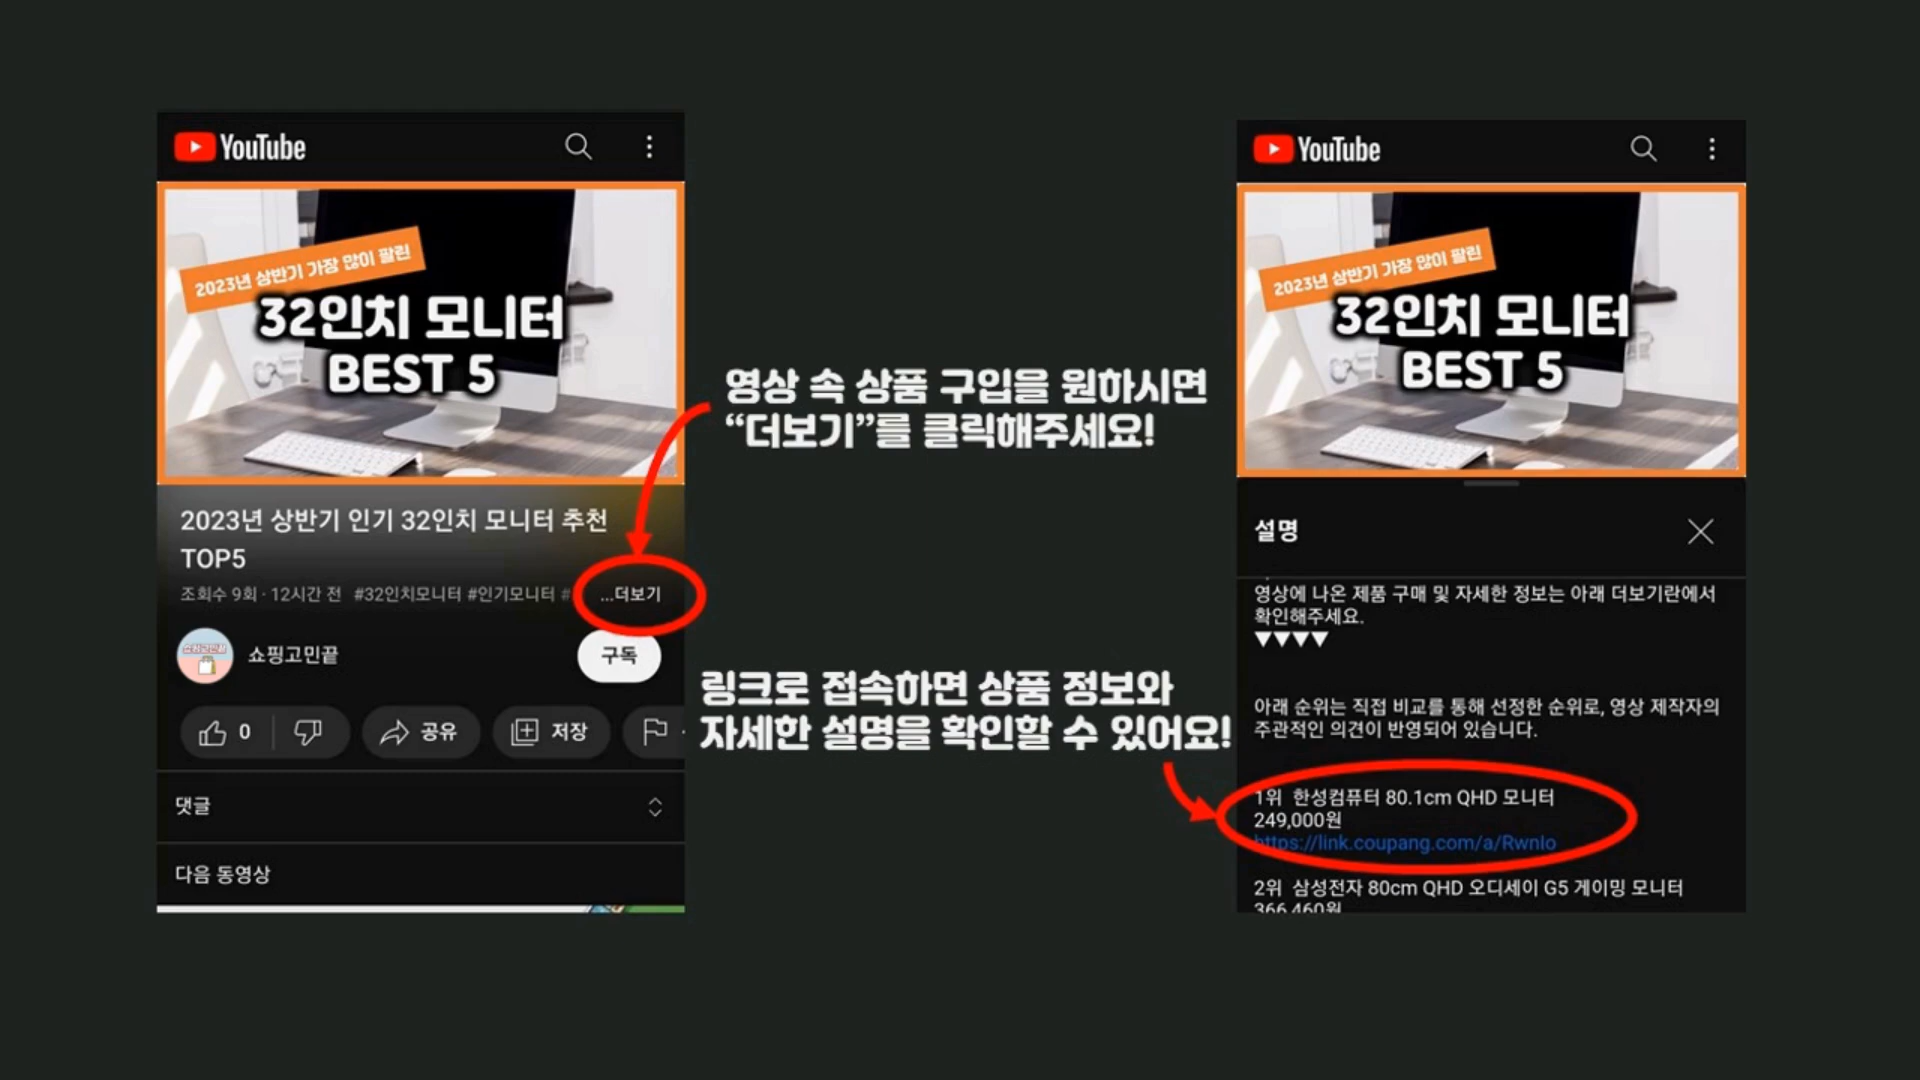 YouTube
2023년 상반기 가장 많이 팔린
32인치 모니터
BEST 5
2023년 상반기 인기 32인치 모니터 추천
TOP5
조회수 9회 · 12시간 전 #32인치모니터 #인기모니터 # ...더보기
쇼핑고민끝
쇼핑고민끝
구독
0
공유
저장
댓글
다음 동영상
영상 속 상품 구입을 원하시면
“더보기”를 클릭해주세요!
링크로 접속하면 상품 정보와
자세한 설명을 확인할 수 있어요!
YouTube
2023년 상반기 가장 많이 팔린
32인치 모니터
BEST 5
설명
영상에 나온 제품 구매 및 자세한 정보는 아래 더보기란에서
확인해주세요.
▼▼▼▼
아래 순위는 직접 비교를 통해 선정한 순위로, 영상 제작자의
주관적인 의견이 반영되어 있습니다.
1위 한성컴퓨터 80.1cm QHD 모니터
249,000원
https://link.coupang.com/a/RwnIo
2위 삼성전자 80cm QHD 오디세이 G5 게이밍 모니터
366,460원